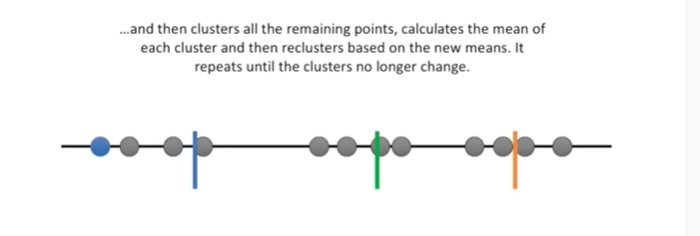 ...and then clusters all the remaining points, calculates the mean of
each cluster and then reclusters based on the new means. It
repeats until the clusters no longer change.